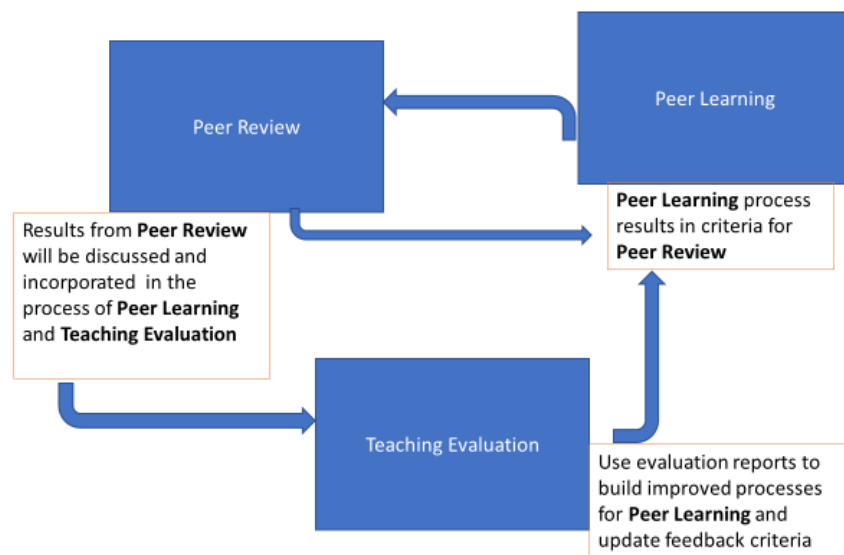 Peer Review
Peer Learning
Results from Peer Review
will be discussed and
incorporated in the
process of Peer Learning
and Teaching Evaluation
Peer Learning process
results in criteria for
Peer Review
Teaching Evaluation
Use evaluation reports to
build improved processes
for Peer Learning and
update feedback criteria